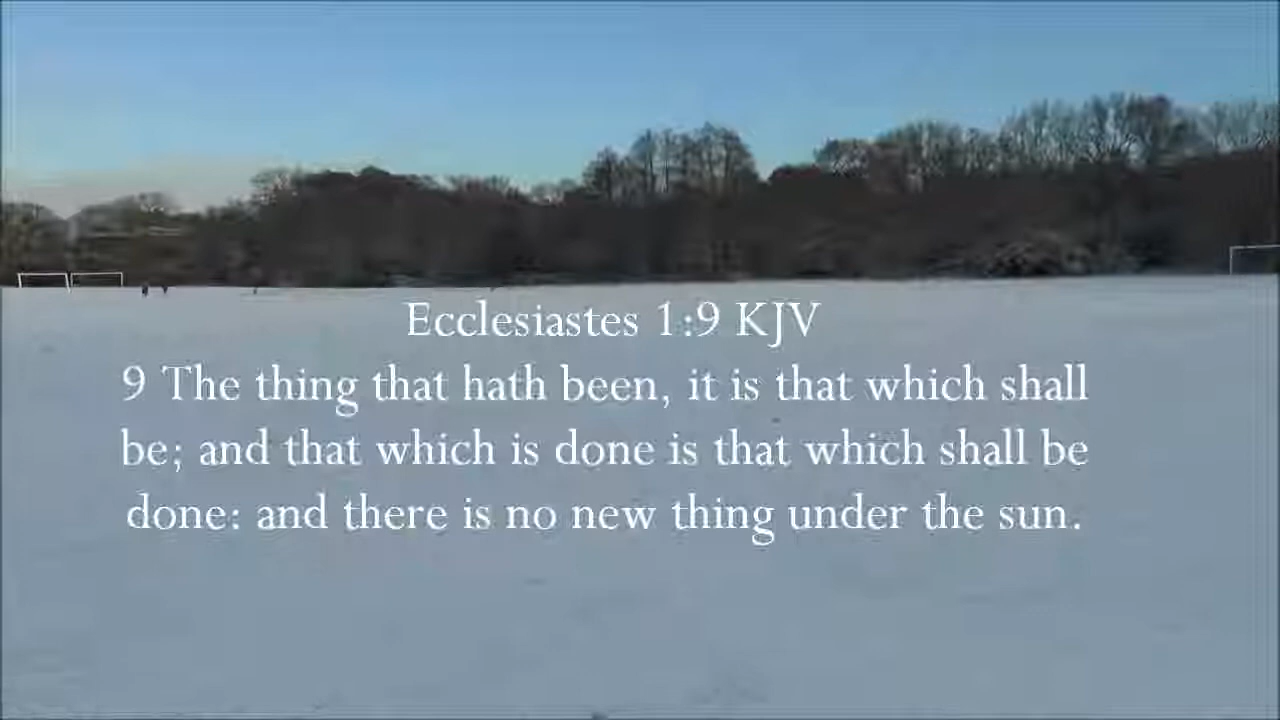 Ecclesiastes 1:9 KJV
9 The thing that hath been, it is that which shall
be; and that which is done is that which shall be
done: and there is no new thing under the sun.